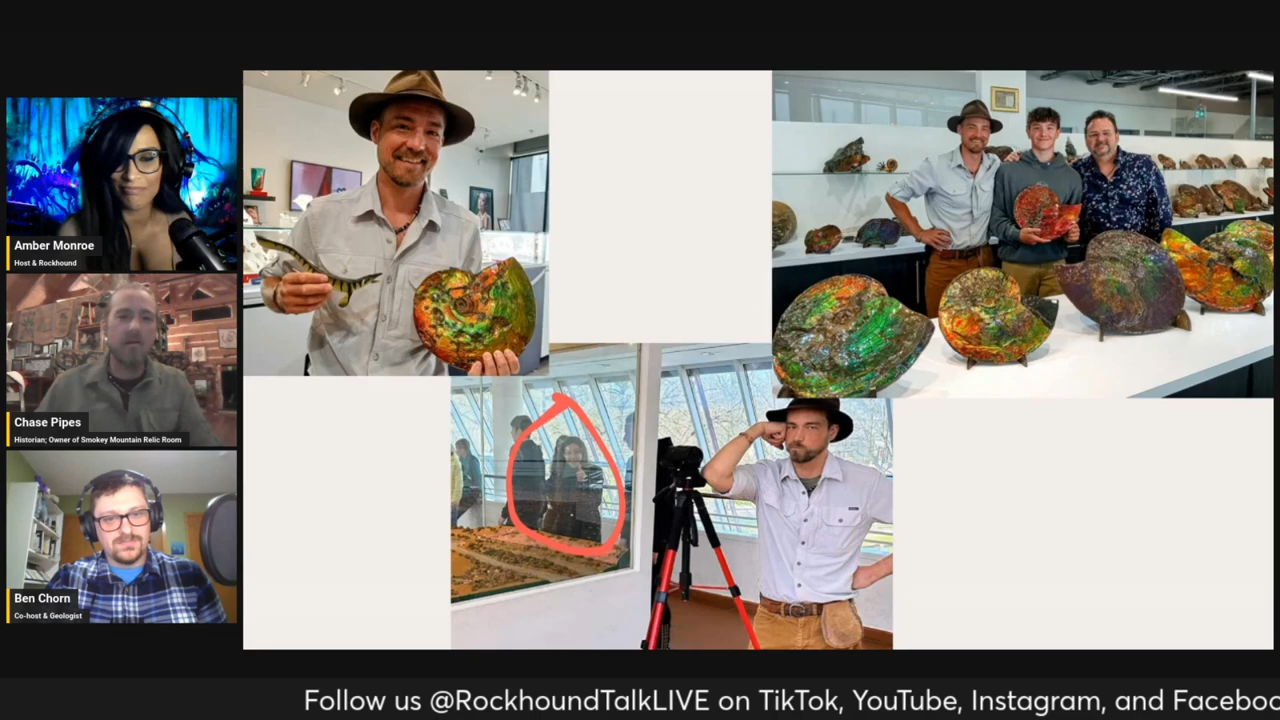 Amber Monroe
Host & Rockhound
Chase Pipes
Historian; Owner of Smokey Mountain Relic Room
Ben Chorn
Co-host & Geologist
Follow us @RockhoundTalkLIVE on TikTok, YouTube, Instagram, and Faceboo